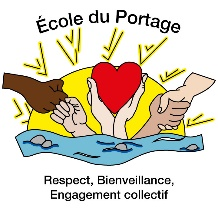 École du Portage
Respect, Bienveillance,
Engagement collectif